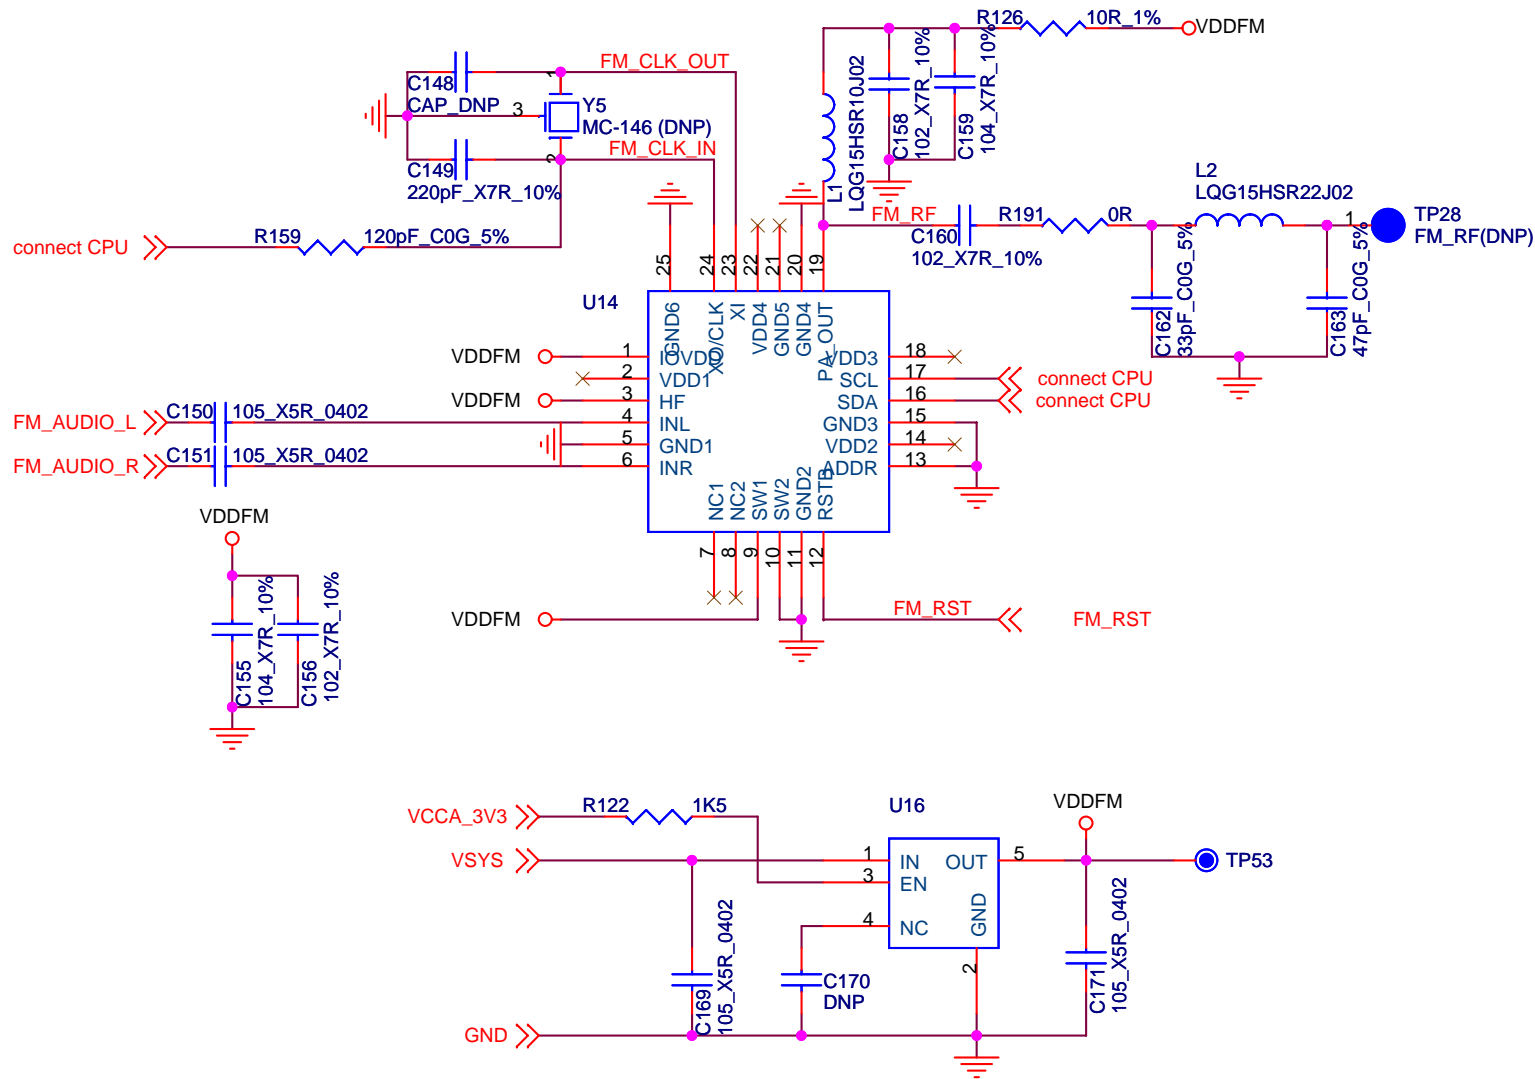 R126
10R_1%
VDDFM
FM_CLK_OUT
C148
CAP_DNP
1
3
Y5
MC-146 (DNP)
FM_CLK_IN
2
C149
220pF_X7R_10%
L1
LQG15HSR10J02
C158
102_X7R_10%
C159
104_X7R_10%
L2
LQG15HSR22J02
FM_RF
C160
102_X7R_10%
R191
0R
1
TP28
FM_RF(DNP)
C162
33pF_C0G_5%
C163
47pF_C0G_5%
connect CPU
R159
120pF_C0G_5%
25
24
23
22
21
20
19
U14
GND6
XO/CLK
XI
VDD4
GND5
GND4
PA_OUT
VDDFM
1
IOVDD
2
VDD1
VDDFM
3
HF
FM_AUDIO_L
C150
105_X5R_0402
4
INL
5
GND1
FM_AUDIO_R
C151
105_X5R_0402
6
INR
VDD3
18
SCL
17
connect CPU
SDA
16
connect CPU
GND3
15
VDD2
14
ADDR
13
NC1
NC2
SW1
SW2
GND2
RSTB
7
8
9
10
11
12
VDDFM
FM_RST
FM_RST
VDDFM
C155
104_X7R_10%
C156
102_X7R_10%
VCCA_3V3
R122
1K5
U16
VDDFM
VSYS
1
IN
OUT
5
TP53
3
EN
4
NC
GND
2
C169
105_X5R_0402
C170
DNP
C171
105_X5R_0402
GND